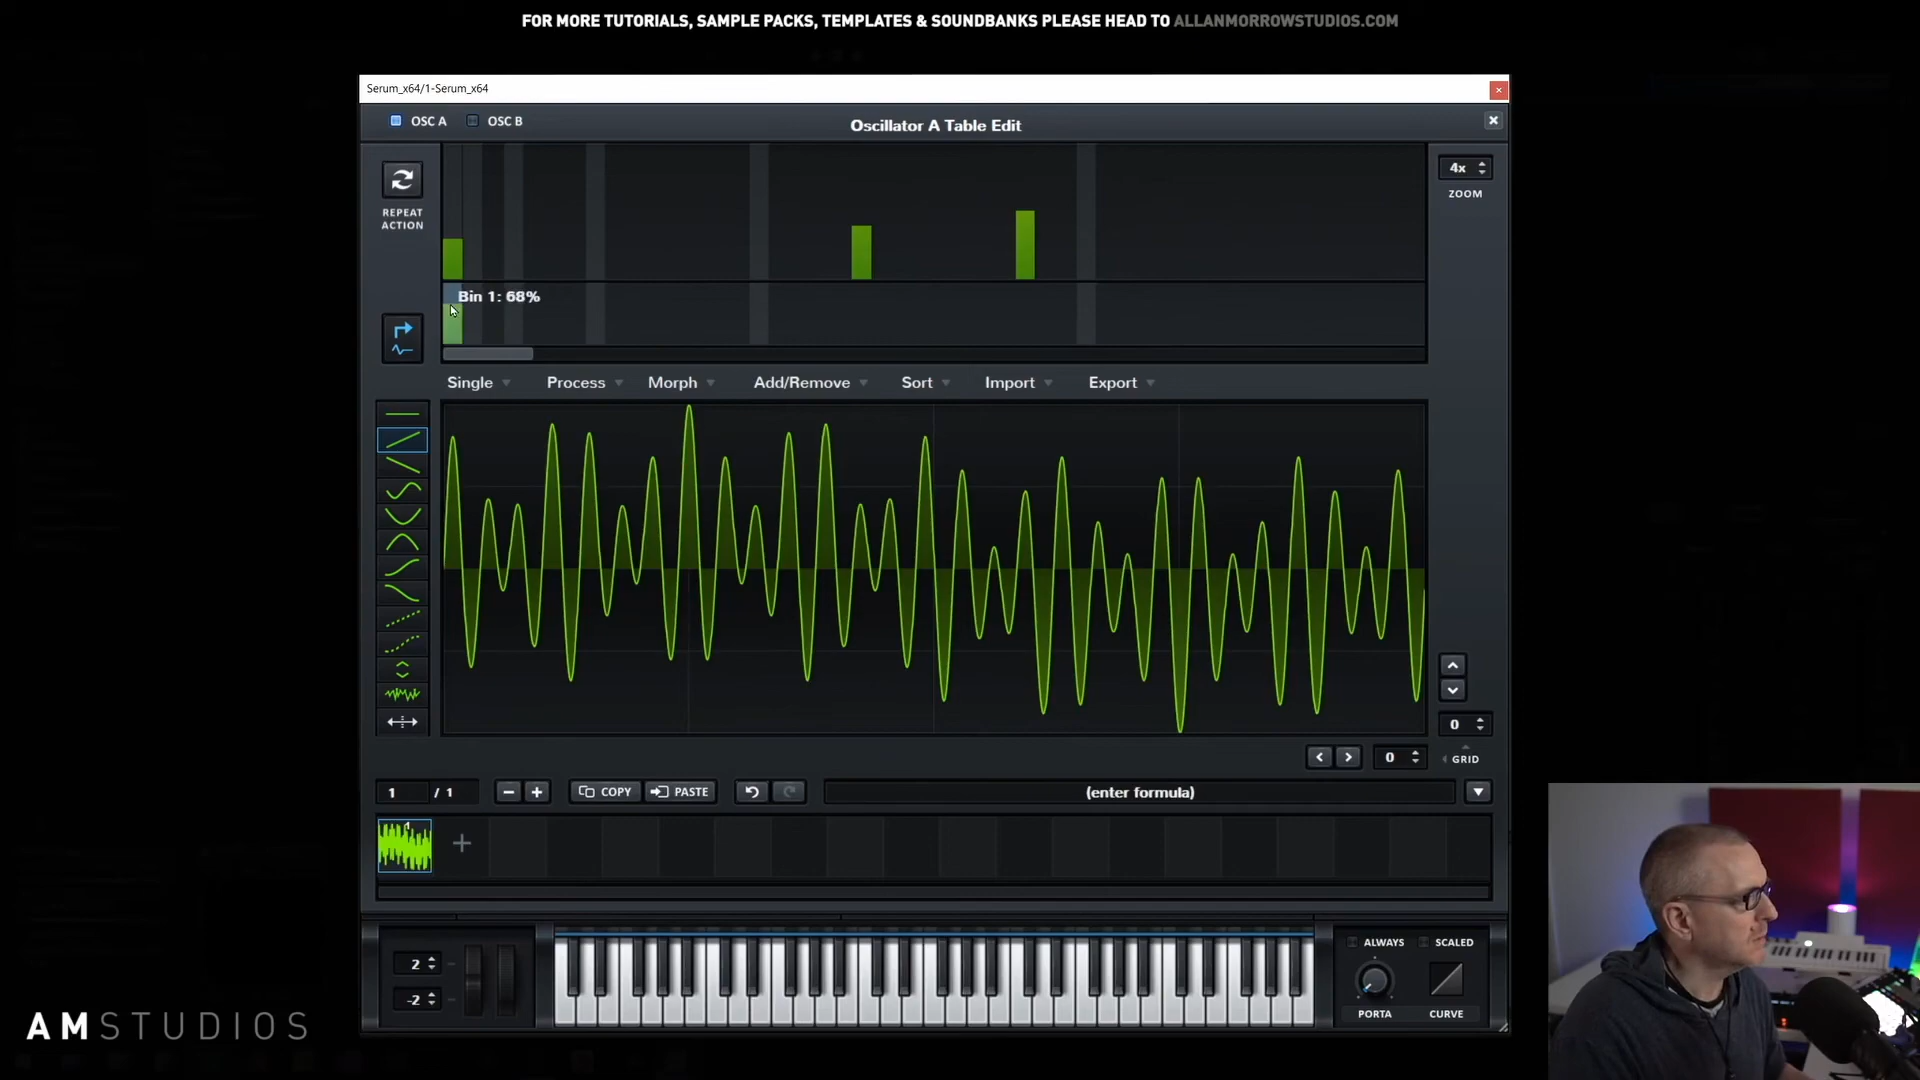 FOR MORE TUTORIALS, SAMPLE PACKS, TEMPLATES & SOUNDBANKS PLEASE HEAD TO ALLANMORROWSTUDIOS.COM
Serum_x64/1-Serum_x64
OSC A
OSC B
Oscillator A Table Edit
REPEAT
ACTION
4x
ZOOM
Bin 1: 68%
Single
Process
Morph
Add/Remove
Sort
Import
Export
0
0
GRID
1 / 1
COPY
PASTE
(enter formula)
1
2
-2
ALWAYS
SCALED
PORTA
CURVE
AMSTUDIOS